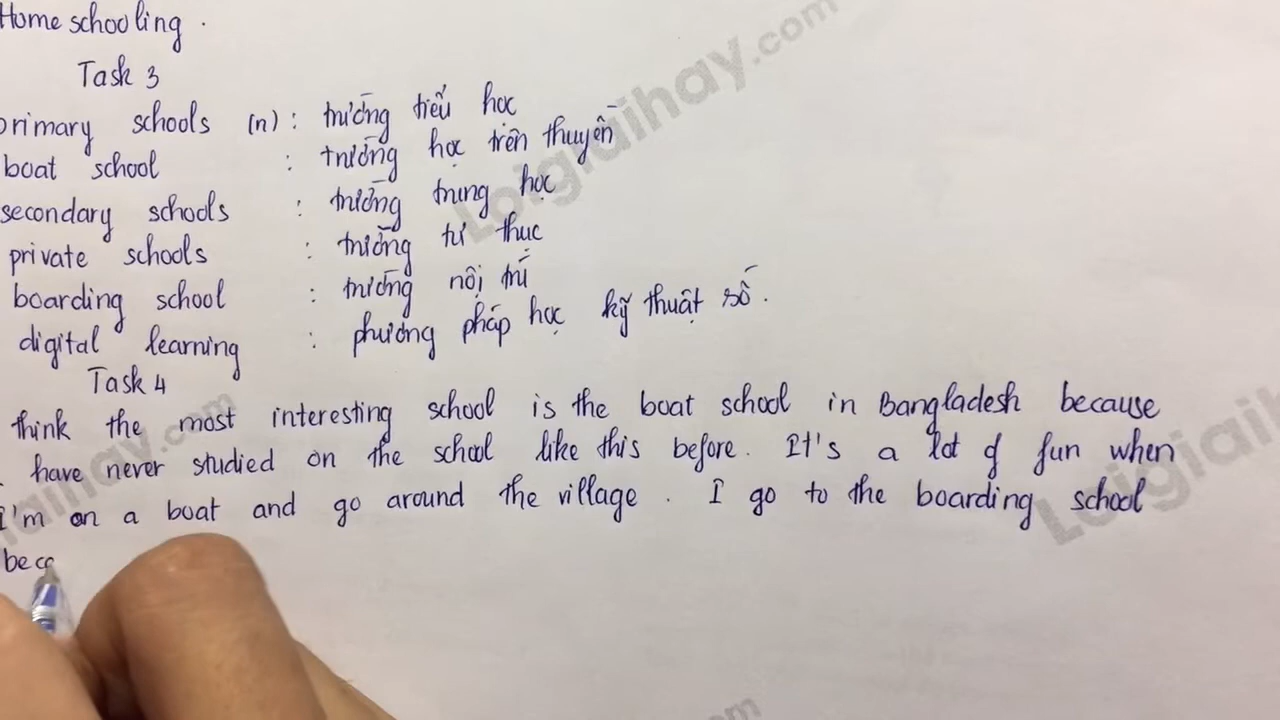 Home schooling.
Task 3
primary schools (n): trường tiểu học
boat school : trường học trên thuyền
secondary schools : trường trung học
private schools : trường tư thục
boarding school : trường nội trú
digital learning : phương pháp học kỹ thuật số.
Task 4
think the most interesting school is the boat school in Bangladesh because
have never studied on the school like this before. It's a lot of fun when
I'm on a boat and go around the village. I go to the boarding school
bec
Loigiaihay.com